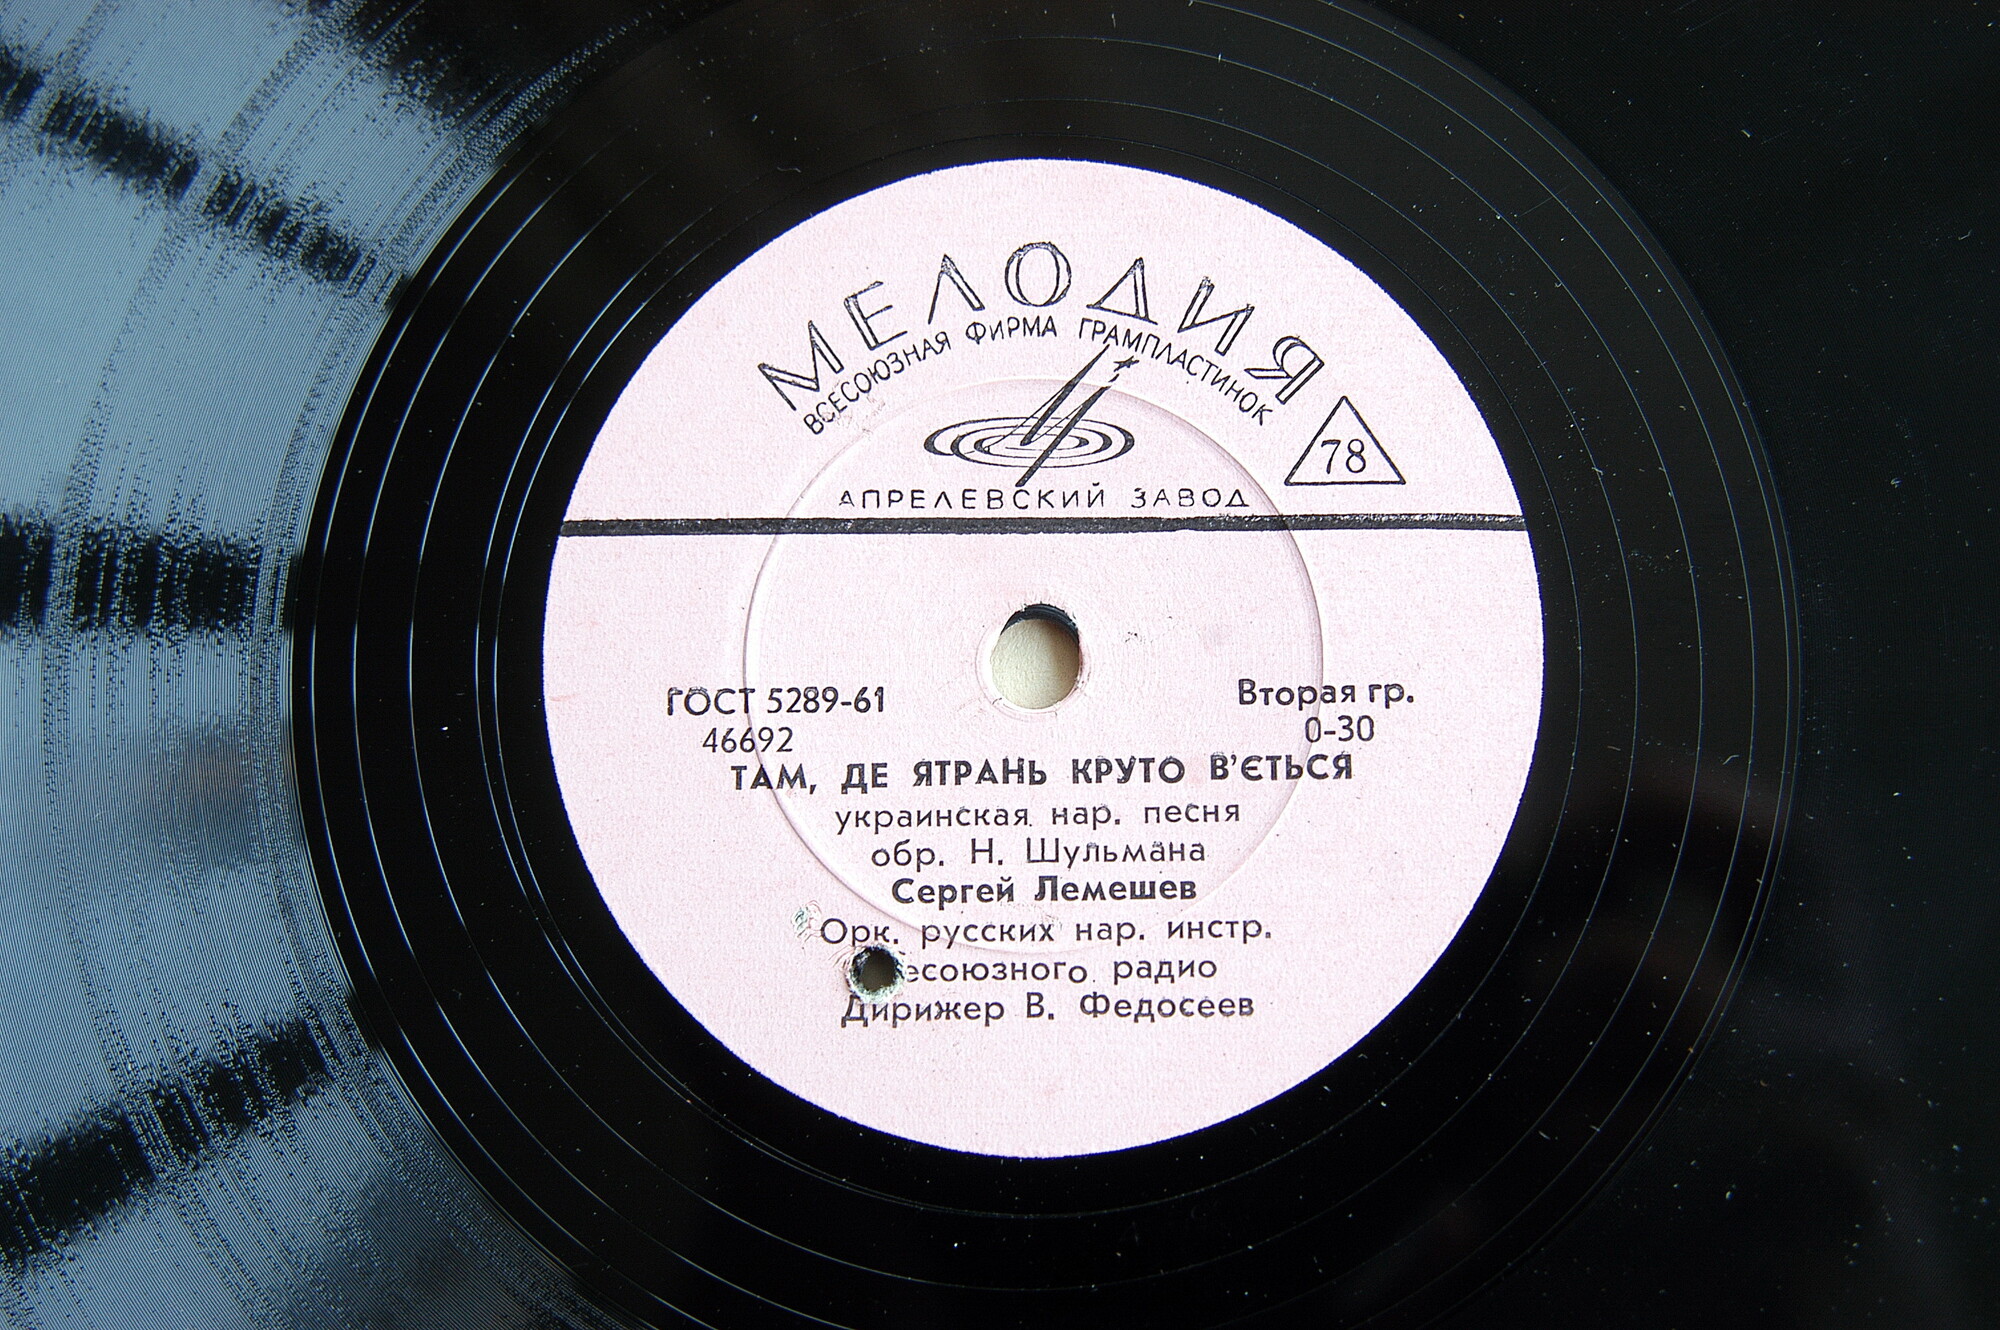 МЕЛОДИЯ
ВСЕСОЮЗНАЯ ФИРМА ГРАМПЛАСТИНОК
78
АПРЕЛЕВСКИЙ ЗАВОД
ГОСТ 5289-61 Вторая гр.
46692 0-30
ТАМ, ДЕ ЯТРАНЬ КРУТО В'ЄТЬСЯ
украинская нар. песня
обр. Н. Шульмана
Сергей Лемешев
Орк. русских нар. инстр.
есоюзного радио
Дирижер В. Федосеев